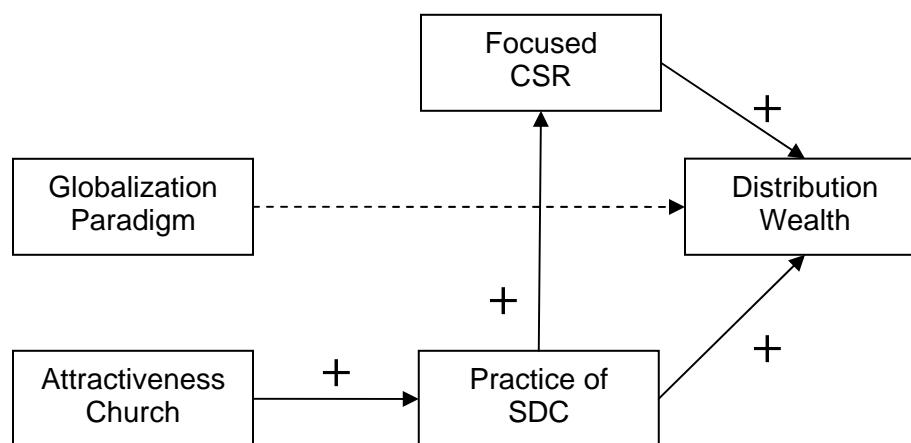 Focused
CSR
+
Globalization
Paradigm
Distribution
Wealth
+
+
+
Attractiveness
Church
Practice of
SDC